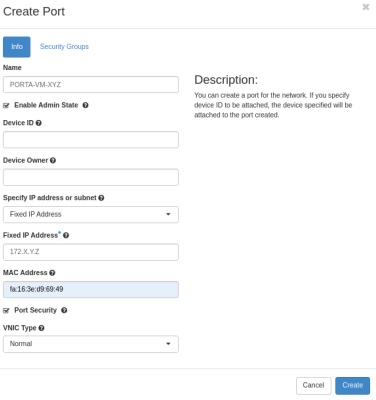 Create Port
Info
Security Groups
Name
PORTA-VM-XYZ
Enable Admin State
Device ID
Device Owner
Specify IP address or subnet
Fixed IP Address
Fixed IP Address*
172.X.Y.Z
MAC Address
fa:16:3e:d9:69:49
Port Security
VNIC Type
Normal
Description:
You can create a port for the network. If you specify
device ID to be attached, the device specified will be
attached to the port created.
Cancel
Create